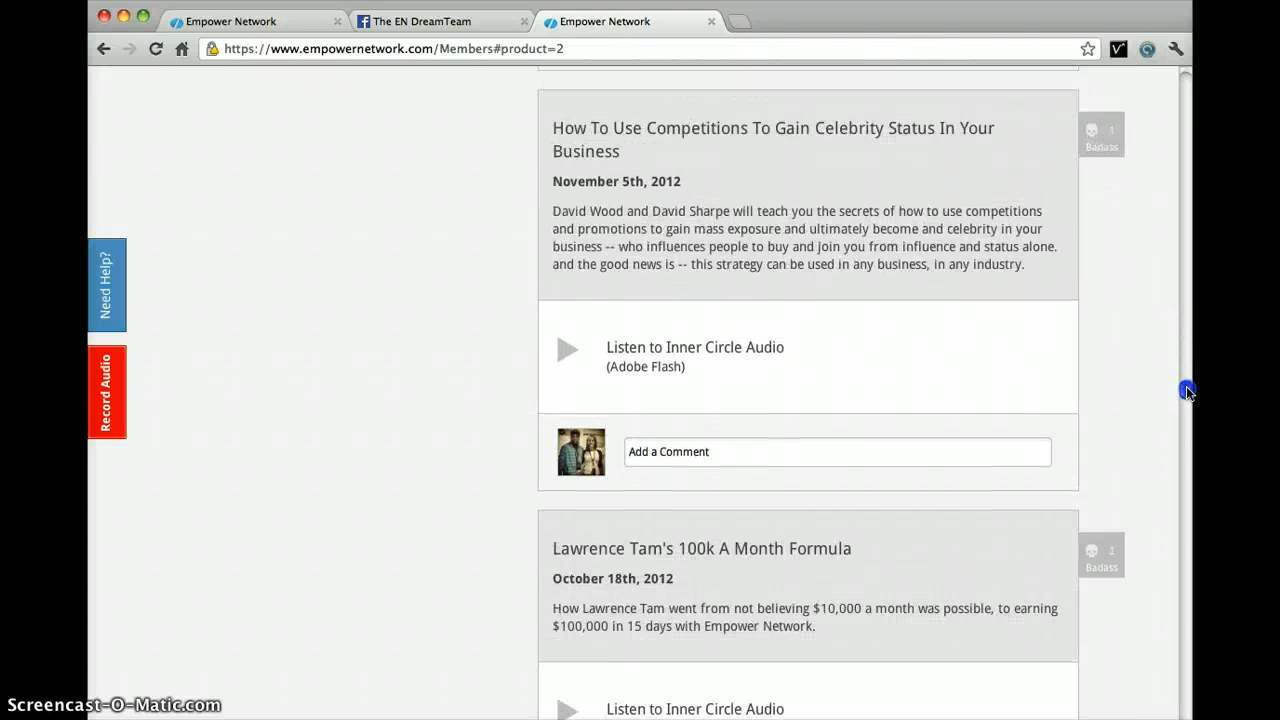 Empower Network
The EN DreamTeam
Empower Network
https://www.empowernetwork.com/Members#product=2
How To Use Competitions To Gain Celebrity Status In Your
Business
1
Badass
November 5th, 2012
David Wood and David Sharpe will teach you the secrets of how to use competitions
and promotions to gain mass exposure and ultimately become and celebrity in your
business -- who influences people to buy and join you from influence and status alone.
and the good news is -- this strategy can be used in any business, in any industry.
Need Help?
Listen to Inner Circle Audio
(Adobe Flash)
Record Audio
Add a Comment
Lawrence Tam's 100k A Month Formula
Badass
October 18th, 2012
How Lawrence Tam went from not believing $10,000 a month was possible, to earning
$100,000 in 15 days with Empower Network.
Listen to Inner Circle Audio
Screencast-O-Matic.com